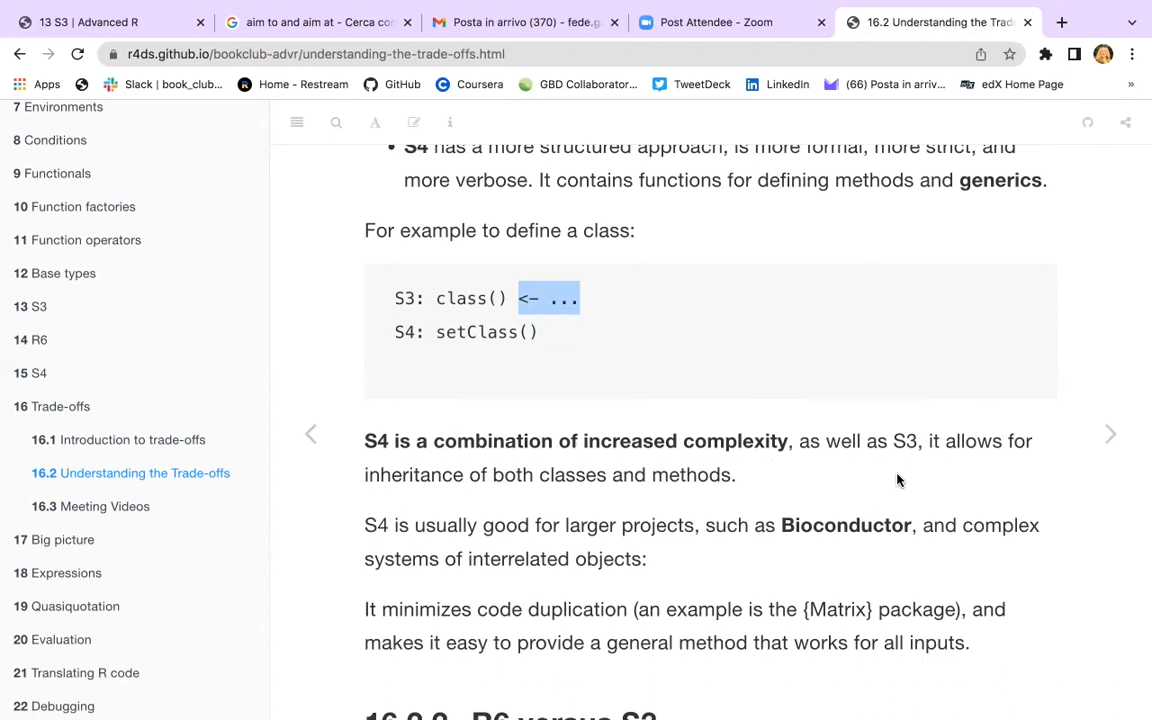 13 S3 | Advanced R
aim to and aim at - Cerca con
Posta in arrivo (370) - fede.ga
Post Attendee - Zoom
16.2 Understanding the Trad
r4ds.github.io/bookclub-advr/understanding-the-trade-offs.html
Apps
Slack | book_club...
Home - Restream
GitHub
Coursera
GBD Collaborator...
TweetDeck
LinkedIn
(66) Posta in arriv...
edX Home Page
»
7 Environments
8 Conditions
9 Functionals
10 Function factories
11 Function operators
12 Base types
13 S3
14 R6
15 S4
16 Trade-offs
16.1 Introduction to trade-offs
16.2 Understanding the Trade-offs
16.3 Meeting Videos
17 Big picture
18 Expressions
19 Quasiquotation
20 Evaluation
21 Translating R code
22 Debugging
• S4 has a more structured approach, is more formal, more strict, and
more verbose. It contains functions for defining methods and generics.
For example to define a class:
S3: class() <- ...
S4: setClass()
S4 is a combination of increased complexity, as well as S3, it allows for
inheritance of both classes and methods.
S4 is usually good for larger projects, such as Bioconductor, and complex
systems of interrelated objects:
It minimizes code duplication (an example is the {Matrix} package), and
makes it easy to provide a general method that works for all inputs.
16.2.2 R6 versus S3